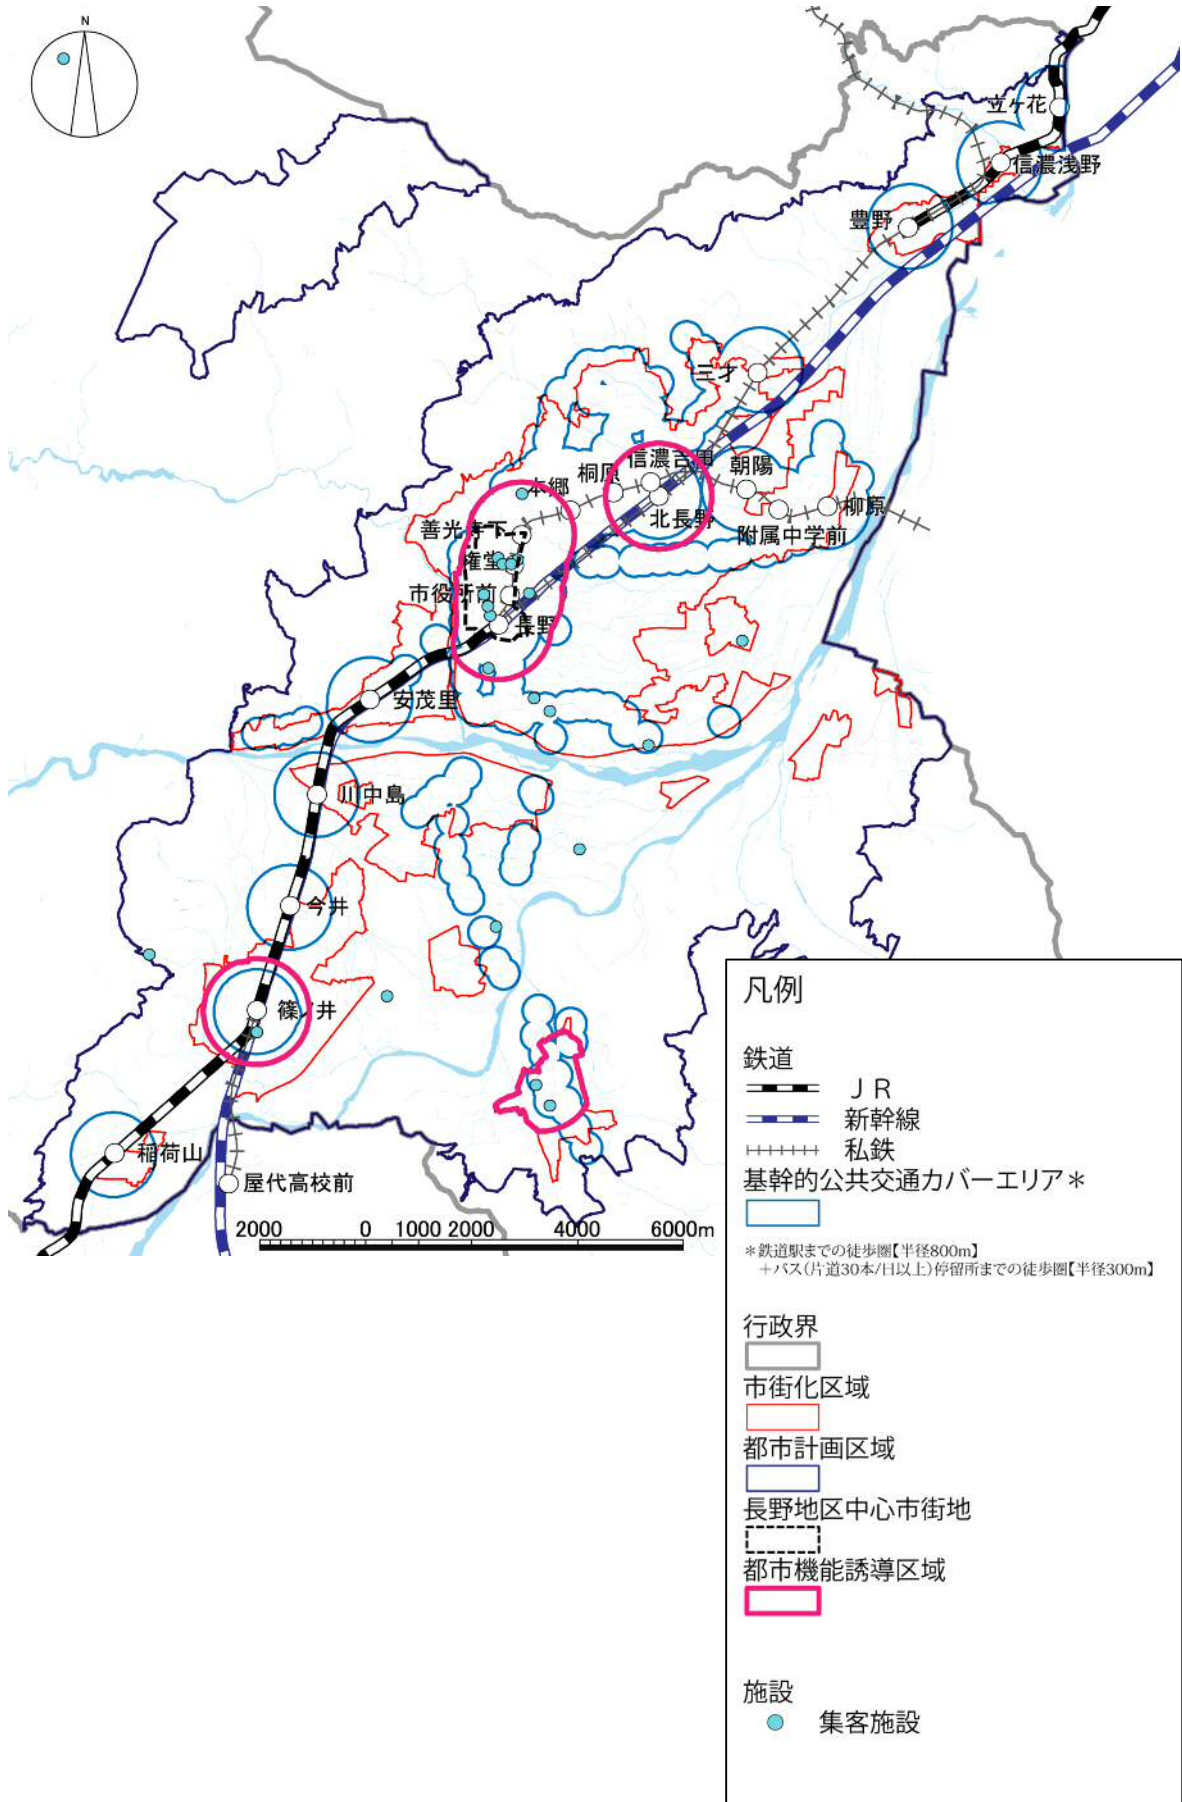 N
立ヶ花
信濃浅野
豊野
三才
信濃吉田
朝陽
桐原
本郷
北長野
柳原
附属中学前
善光寺下
権堂
市役所前
長野
安茂里
川中島
今井
篠ノ井
稲荷山
屋代高校前
2000 0 1000 2000 4000 6000m
凡例
鉄道
ＪＲ
新幹線
私鉄
基幹的公共交通カバーエリア＊
＊鉄道駅までの徒歩圏【半径800m】
＋バス（片道30本/日以上）停留所までの徒歩圏【半径300m】
行政界
市街化区域
都市計画区域
長野地区中心市街地
都市機能誘導区域
施設
集客施設